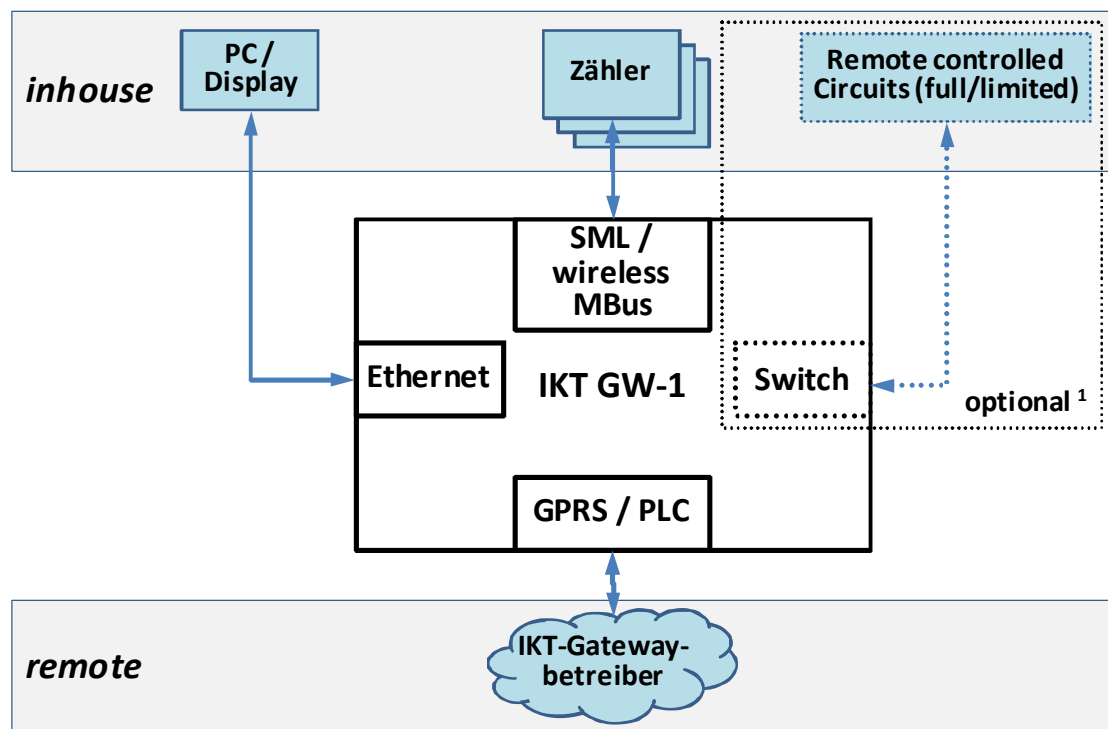 inhouse
PC /
Display
Zähler
Remote controlled
Circuits (full/limited)
SML /
wireless
MBus
Ethernet
IKT GW-1
Switch
optional ¹
GPRS / PLC
remote
IKT-Gateway-
betreiber